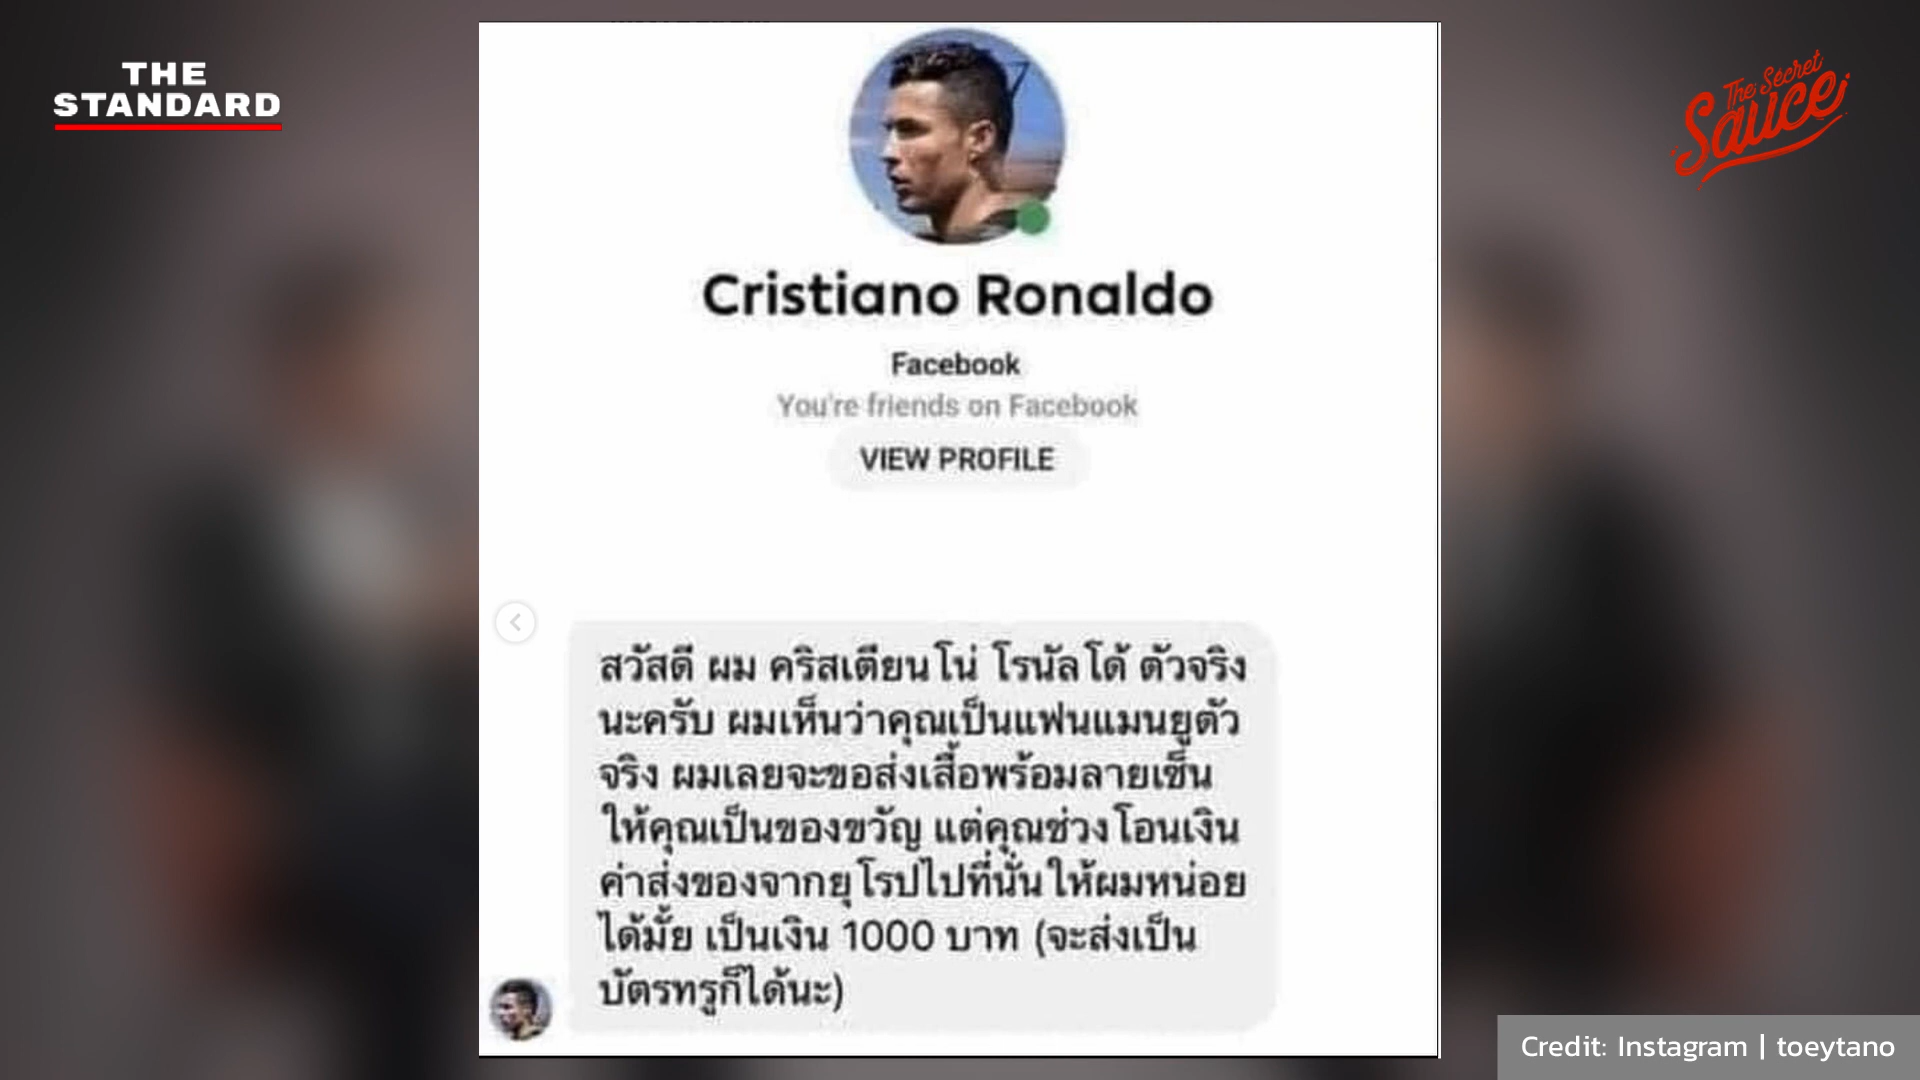 THE
STANDARD
The Secret
Sauce
Cristiano Ronaldo
Facebook
You're friends on Facebook
VIEW PROFILE
สวัสดี ผม คริสเตียนโน่ โรนัลโด้ ตัวจริง
นะครับ ผมเห็นว่าคุณเป็นแฟนแมนยูตัว
จริง ผมเลยจะขอส่งเสื้อพร้อมลายเซ็น
ให้คุณเป็นของขวัญ แต่คุณช่วงโอนเงิน
ค่าส่งของจากยุโรปไปที่นั่นให้ผมหน่อย
ได้มั้ย เป็นเงิน 1000 บาท (จะส่งเป็น
บัตรทรูก็ได้นะ)
Credit: Instagram | toeytano